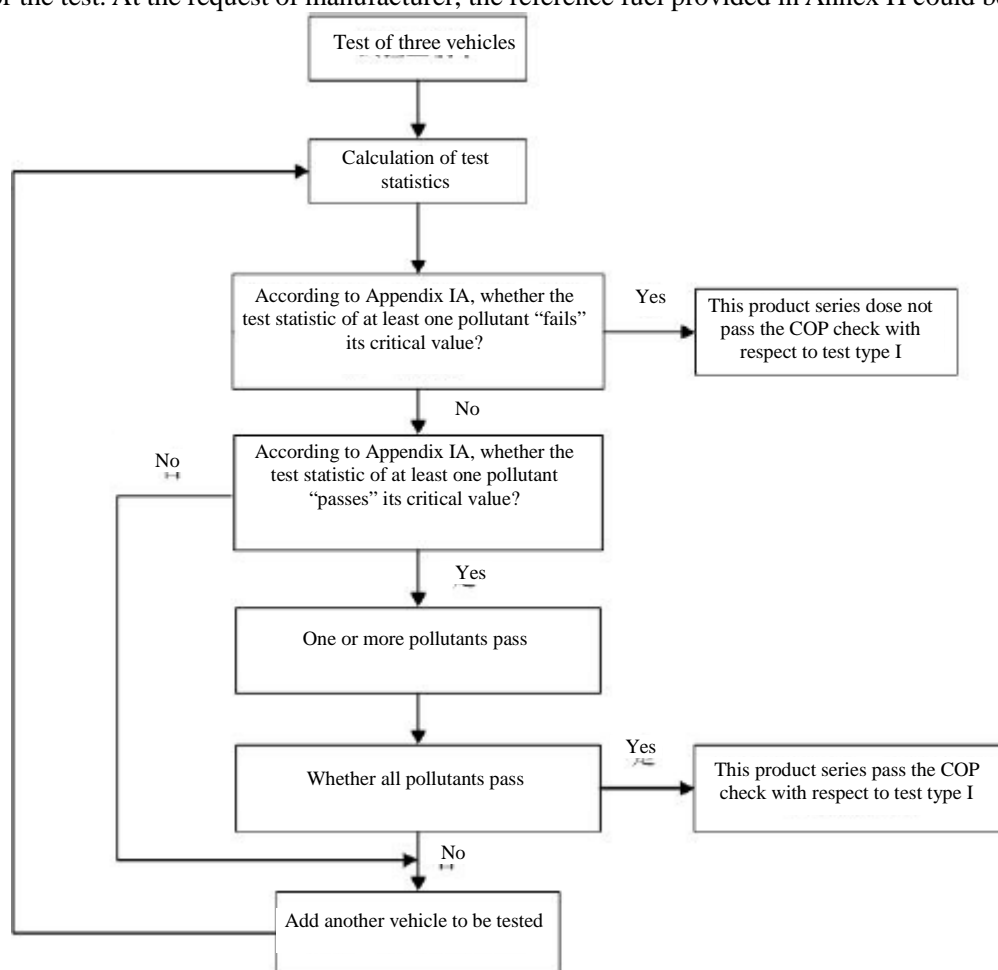 or the test. At the request of manufacturer, the reference fuel provided in Annex H could be
Test of three vehicles
Calculation of test
statistics
According to Appendix IA, whether the
test statistic of at least one pollutant “fails”
its critical value?
Yes
This product series dose not
pass the COP check with
respect to test type I
No
According to Appendix IA, whether the
test statistic of at least one pollutant
“passes” its critical value?
No
Yes
One or more pollutants pass
Whether all pollutants pass
Yes
This product series pass the COP
check with respect to test type I
No
Add another vehicle to be tested